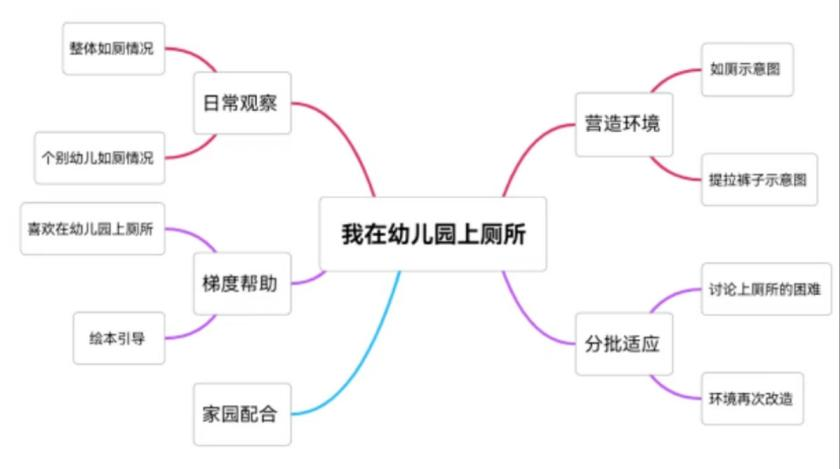 整体如厕情况
日常观察
个别幼儿如厕情况
喜欢在幼儿园上厕所
梯度帮助
绘本引导
家园配合
我在幼儿园上厕所
如厕示意图
营造环境
提拉裤子示意图
讨论上厕所的困难
分批适应
环境再次改造